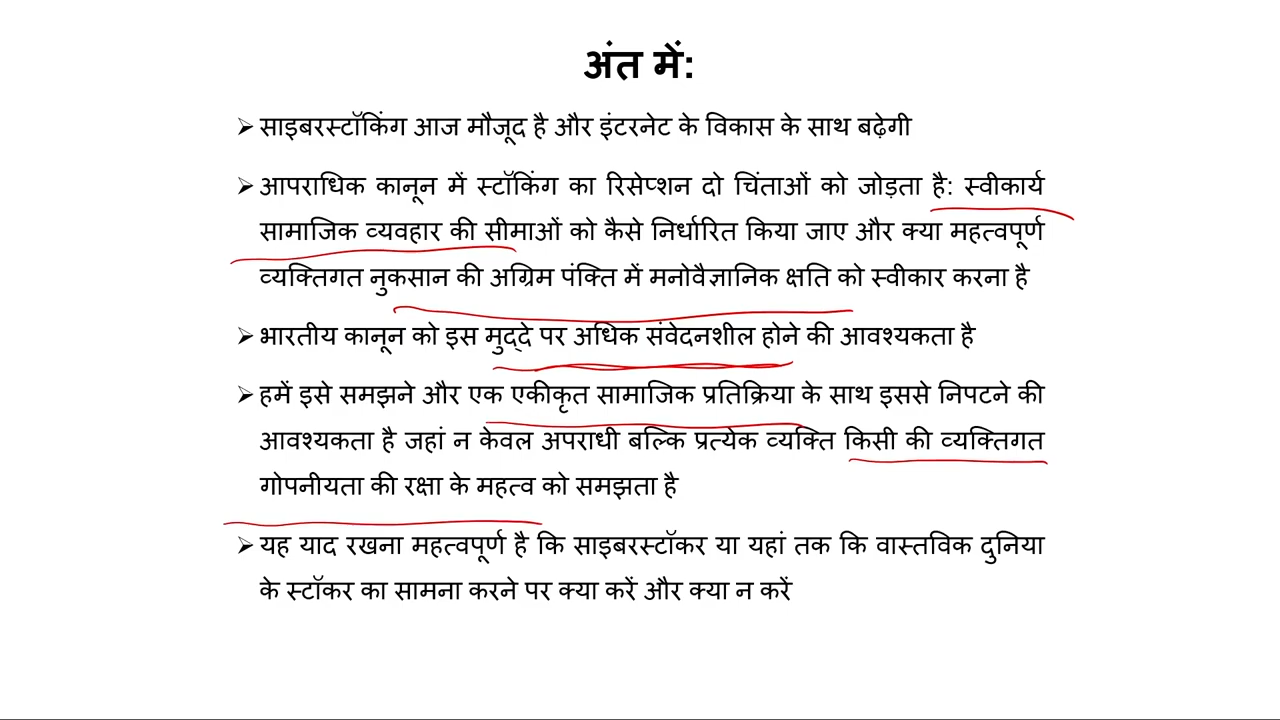 अंत में:
➢ साइबरस्टॉकिंग आज मौजूद है और इंटरनेट के विकास के साथ बढ़ेगी
➢ आपराधिक कानून में स्टॉकिंग का रिसेप्शन दो चिंताओं को जोड़ता है: स्वीकार्य
सामाजिक व्यवहार की सीमाओं को कैसे निर्धारित किया जाए और क्या महत्वपूर्ण
व्यक्तिगत नुकसान की अग्रिम पंक्ति में मनोवैज्ञानिक क्षति को स्वीकार करना है
➢ भारतीय कानून को इस मुद्दे पर अधिक संवेदनशील होने की आवश्यकता है
➢ हमें इसे समझने और एक एकीकृत सामाजिक प्रतिक्रिया के साथ इससे निपटने की
आवश्यकता है जहां न केवल अपराधी बल्कि प्रत्येक व्यक्ति किसी की व्यक्तिगत
गोपनीयता की रक्षा के महत्व को समझता है
➢ यह याद रखना महत्वपूर्ण है कि साइबरस्टॉकर या यहां तक कि वास्तविक दुनिया
के स्टॉकर का सामना करने पर क्या करें और क्या न करें